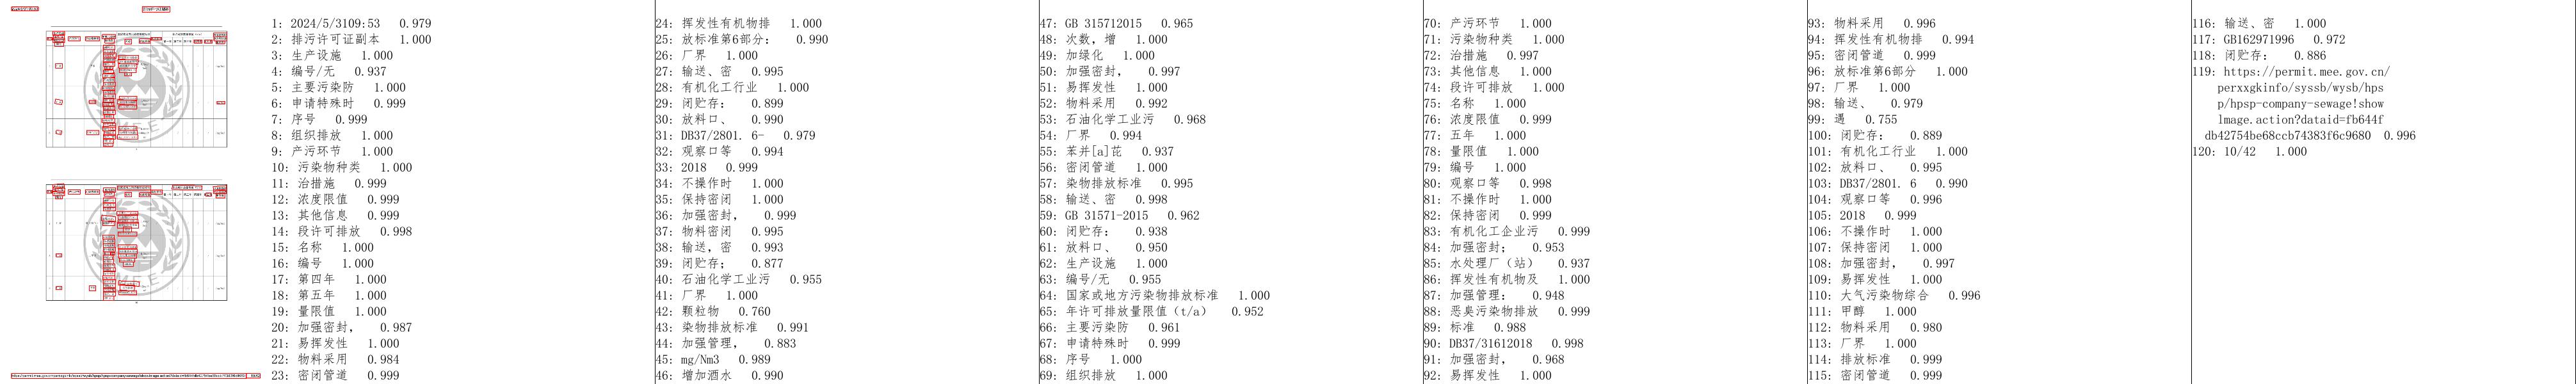 1: 2024/5/3109:53 0.979
2: 排污许可证副本 1.000
3: 生产设施 1.000
4: 编号/无 0.937
5: 主要污染防 1.000
6: 申请特殊时 0.999
7: 序号 0.999
8: 组织排放 1.000
9: 产污环节 1.000
10: 污染物种类 1.000
11: 治措施 0.999
12: 浓度限值 0.999
13: 其他信息 0.999
14: 段许可排放 0.998
15: 名称 1.000
16: 编号 1.000
17: 第四年 1.000
18: 第五年 1.000
19: 量限值 1.000
20: 加强密封， 0.987
21: 易挥发性 1.000
22: 物料采用 0.984
23: 密闭管道 0.999
24: 挥发性有机物排 1.000
25: 放标准第6部分： 0.990
26: 厂界 1.000
27: 输送、密 0.995
28: 有机化工行业 1.000
29: 闭贮存： 0.899
30: 放料口、 0.990
31: DB37/2801. 6- 0.979
32: 观察口等 0.994
33: 2018 0.999
34: 不操作时 1.000
35: 保持密闭 1.000
36: 加强密封， 0.999
37: 物料密闭 0.995
38: 输送，密 0.993
39: 闭贮存； 0.877
40: 石油化学工业污 0.955
41: 厂界 1.000
42: 颗粒物 0.760
43: 染物排放标准 0.991
44: 加强管理， 0.883
45: mg/Nm3 0.989
46: 增加洒水 0.990
47: GB 315712015 0.965
48: 次数，增 1.000
49: 加绿化 1.000
50: 加强密封， 0.997
51: 易挥发性 1.000
52: 物料采用 0.992
53: 石油化学工业污 0.968
54: 厂界 0.994
55: 苯并[a]芘 0.937
56: 密闭管道 1.000
57: 染物排放标准 0.995
58: 输送、密 0.998
59: GB 31571-2015 0.962
60: 闭贮存： 0.938
61: 放料口、 0.950
62: 生产设施 1.000
63: 编号/无 0.955
64: 国家或地方污染物排放标准 1.000
65: 年许可排放量限值（t/a） 0.952
66: 主要污染防 0.961
67: 申请特殊时 0.999
68: 序号 1.000
69: 组织排放 1.000
70: 产污环节 1.000
71: 污染物种类 1.000
72: 治措施 0.997
73: 其他信息 1.000
74: 段许可排放 1.000
75: 名称 1.000
76: 浓度限值 0.999
77: 五年 1.000
78: 量限值 1.000
79: 编号 1.000
80: 观察口等 0.998
81: 不操作时 1.000
82: 保持密闭 0.999
83: 有机化工企业污 0.999
84: 加强密封； 0.953
85: 水处理厂（站） 0.937
86: 挥发性有机物及 1.000
87: 加强管理： 0.948
88: 恶臭污染物排放 0.999
89: 标准 0.988
90: DB37/31612018 0.998
91: 加强密封， 0.968
92: 易挥发性 1.000
93: 物料采用 0.996
94: 挥发性有机物排 0.994
95: 密闭管道 0.999
96: 放标准第6部分 1.000
97: 厂界 1.000
98: 输送、 0.979
99: 遇 0.755
100: 闭贮存； 0.889
101: 有机化工行业 1.000
102: 放料口、 0.995
103: DB37/2801. 6 0.990
104: 观察口等 0.996
105: 2018 0.999
106: 不操作时 1.000
107: 保持密闭 1.000
108: 加强密封， 0.997
109: 易挥发性 1.000
110: 大气污染物综合 0.996
111: 甲醇 1.000
112: 物料采用 0.980
113: 厂界 1.000
114: 排放标准 0.999
115: 密闭管道 0.999
116: 输送、密 1.000
117: GB162971996 0.972
118: 闭贮存： 0.886
119: https://permit.mee.gov.cn/
perxxgkinfo/syssb/wysb/hps
p/hpsp-company-sewage!show
lmage.action?dataid=fb644f
db42754be68ccb74383f6c9680 0.996
120: 10/42 1.000